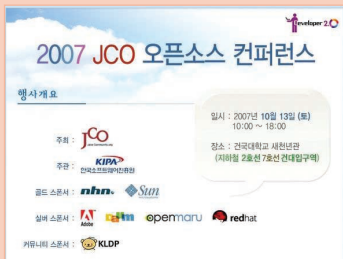 Developer 2.0
2007 JCO 오픈소스 컨퍼런스
행사개요
일시 : 2007년 10월 13일 (토)
10:00 ~ 18:00
장소 : 건국대학교 새천년관
(지하철 2호선 7호선 건대입구역)
주최 : JCO
주관 : KIPA
한국소프트웨어진흥원
골드 스폰서 : nhn Sun
실버 스폰서 : Adobe openmaru redhat
커뮤니티 스폰서 : KLDP